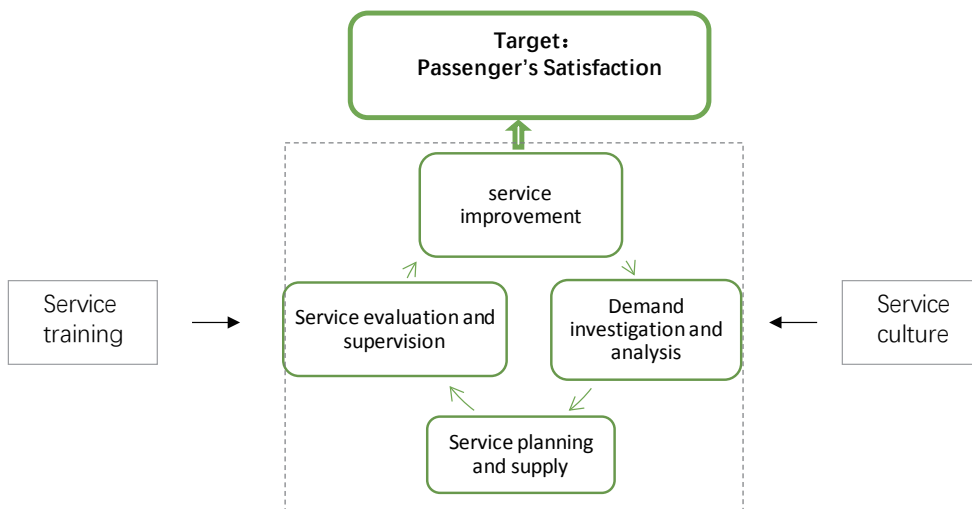 Target：
Passenger's Satisfaction
service
improvement
Service
training
Service evaluation and
supervision
Demand
investigation and
analysis
Service
culture
Service planning
and supply